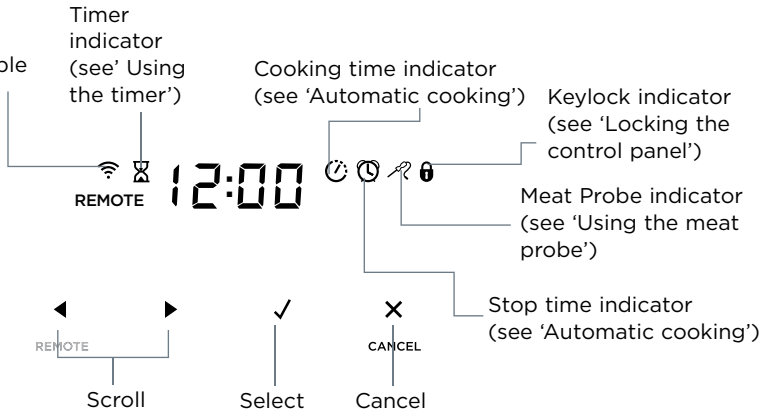 Timer
indicator
(see' Using
the timer')
Cooking time indicator
(see 'Automatic cooking')
Keylock indicator
(see 'Locking the
control panel')
REMOTE
12:00
Meat Probe indicator
(see 'Using the meat
probe')
Stop time indicator
(see 'Automatic cooking')
REMOTE
CANCEL
Scroll
Select
Cancel